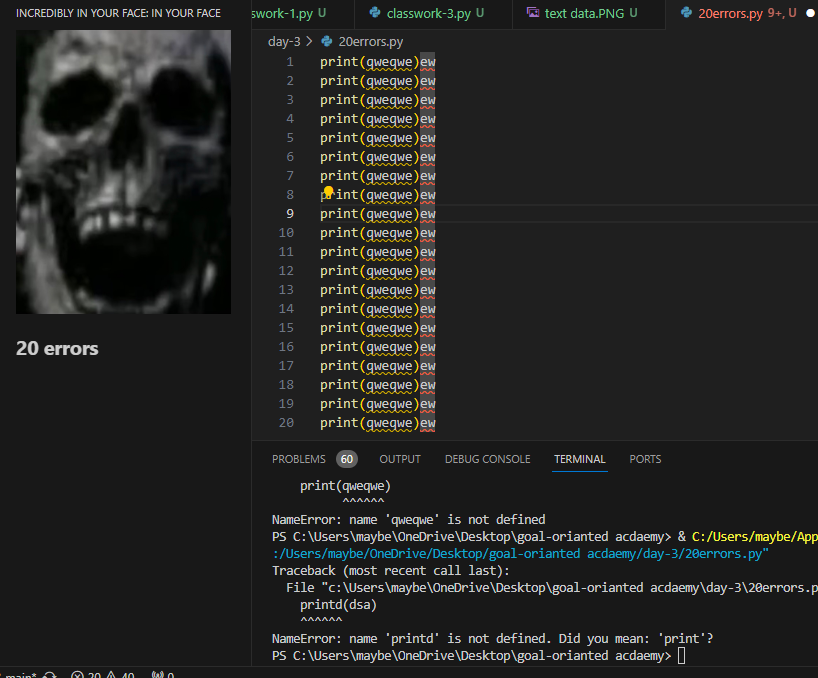 INCREDIBLY IN YOUR FACE: IN YOUR FACE
20 errors
swork-1.py U classwork-3.py U text data.PNG U 20errors.py 9+, U
day-3 > 20errors.py
1 print(qweqwe)ew
2 print(qweqwe)ew
3 print(qweqwe)ew
4 print(qweqwe)ew
5 print(qweqwe)ew
6 print(qweqwe)ew
7 print(qweqwe)ew
8 print(qweqwe)ew
9 print(qweqwe)ew
10 print(qweqwe)ew
11 print(qweqwe)ew
12 print(qweqwe)ew
13 print(qweqwe)ew
14 print(qweqwe)ew
15 print(qweqwe)ew
16 print(qweqwe)ew
17 print(qweqwe)ew
18 print(qweqwe)ew
19 print(qweqwe)ew
20 print(qweqwe)ew
PROBLEMS 60 OUTPUT DEBUG CONSOLE TERMINAL PORTS
print(qweqwe)
^^^^^^
NameError: name 'qweqwe' is not defined
PS C:\Users\maybe\OneDrive\Desktop\goal-orianted acdaemy> & C:/Users/maybe/App
:/Users/maybe/OneDrive/Desktop/goal-orianted acdaemy/day-3/20errors.py"
Traceback (most recent call last):
File "c:\Users\maybe\OneDrive\Desktop\goal-orianted acdaemy\day-3\20errors.p
printd(dsa)
^^^^^^
NameError: name 'printd' is not defined. Did you mean: 'print'?
PS C:\Users\maybe\OneDrive\Desktop\goal-orianted acdaemy>
main* 20 40 0